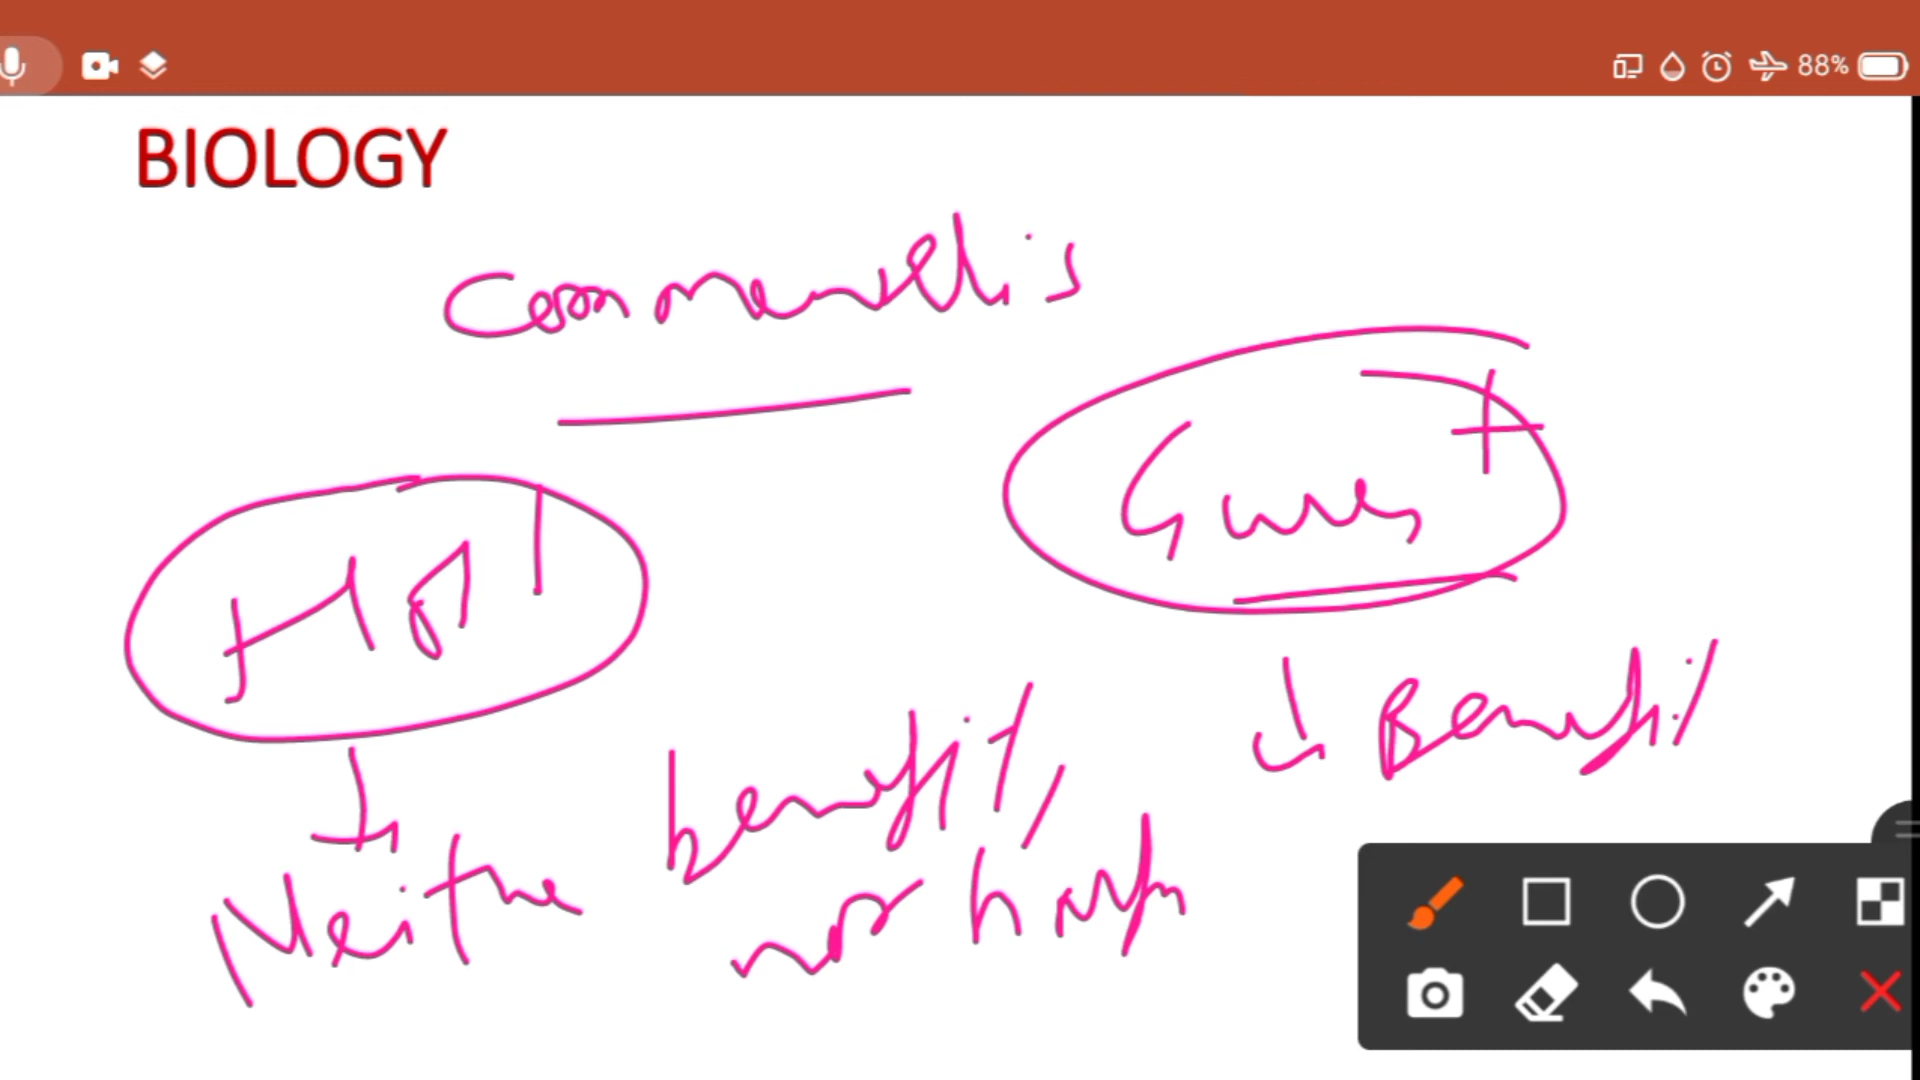 88%
BIOLOGY
Commensalis
Guest +
Host
Benefit
benefit,
Neither
nor harm